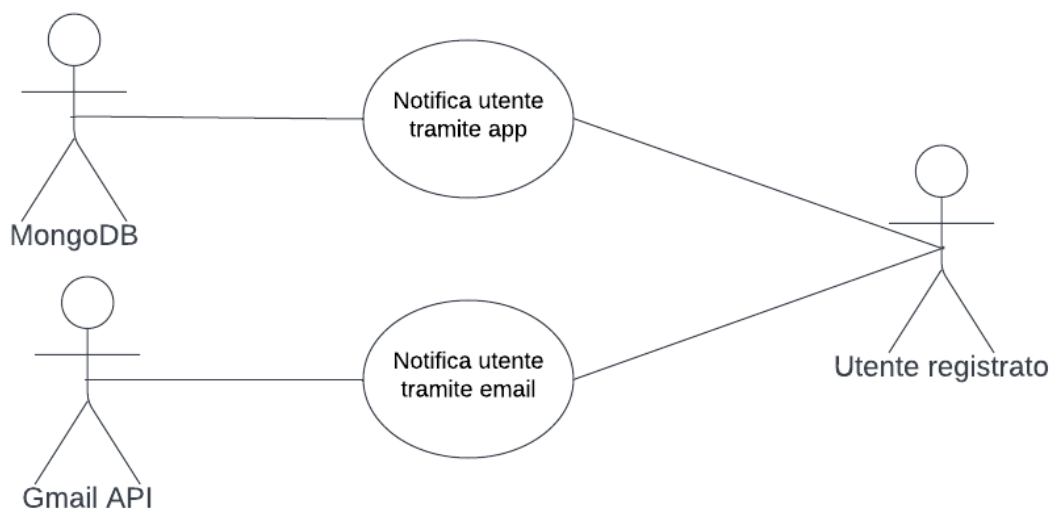 Notifica utente
tramite app
MongoDB
Notifica utente
tramite email
Utente registrato
Gmail API